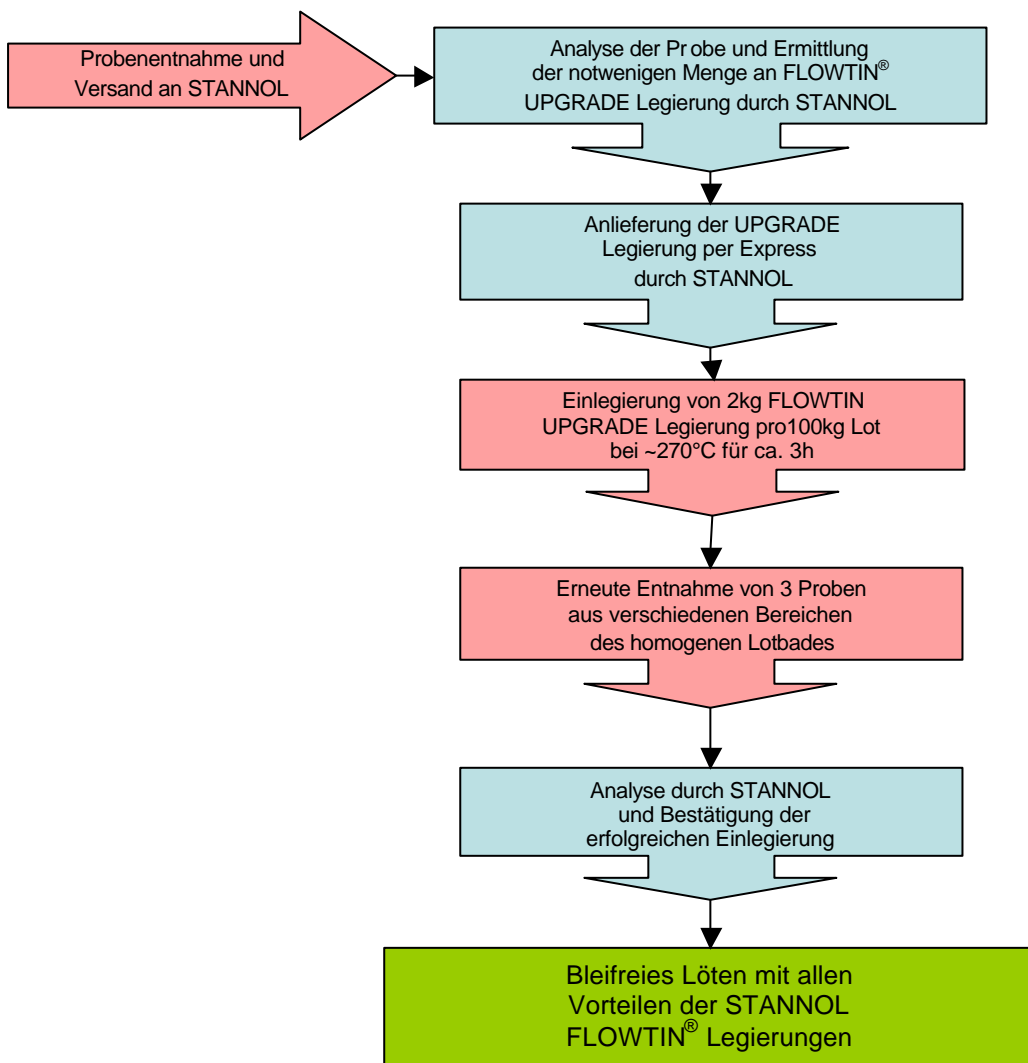 Probenentnahme und
Versand an STANNOL
Analyse der Probe und Ermittlung
der notwenigen Menge an FLOWTIN®
UPGRADE Legierung durch STANNOL
Anlieferung der UPGRADE
Legierung per Express
durch STANNOL
Einlegierung von 2kg FLOWTIN
UPGRADE Legierung pro100kg Lot
bei ~270°C für ca. 3h
Erneute Entnahme von 3 Proben
aus verschiedenen Bereichen
des homogenen Lotbades
Analyse durch STANNOL
und Bestätigung der
erfolgreichen Einlegierung
Bleifreies Löten mit allen
Vorteilen der STANNOL
FLOWTIN® Legierungen